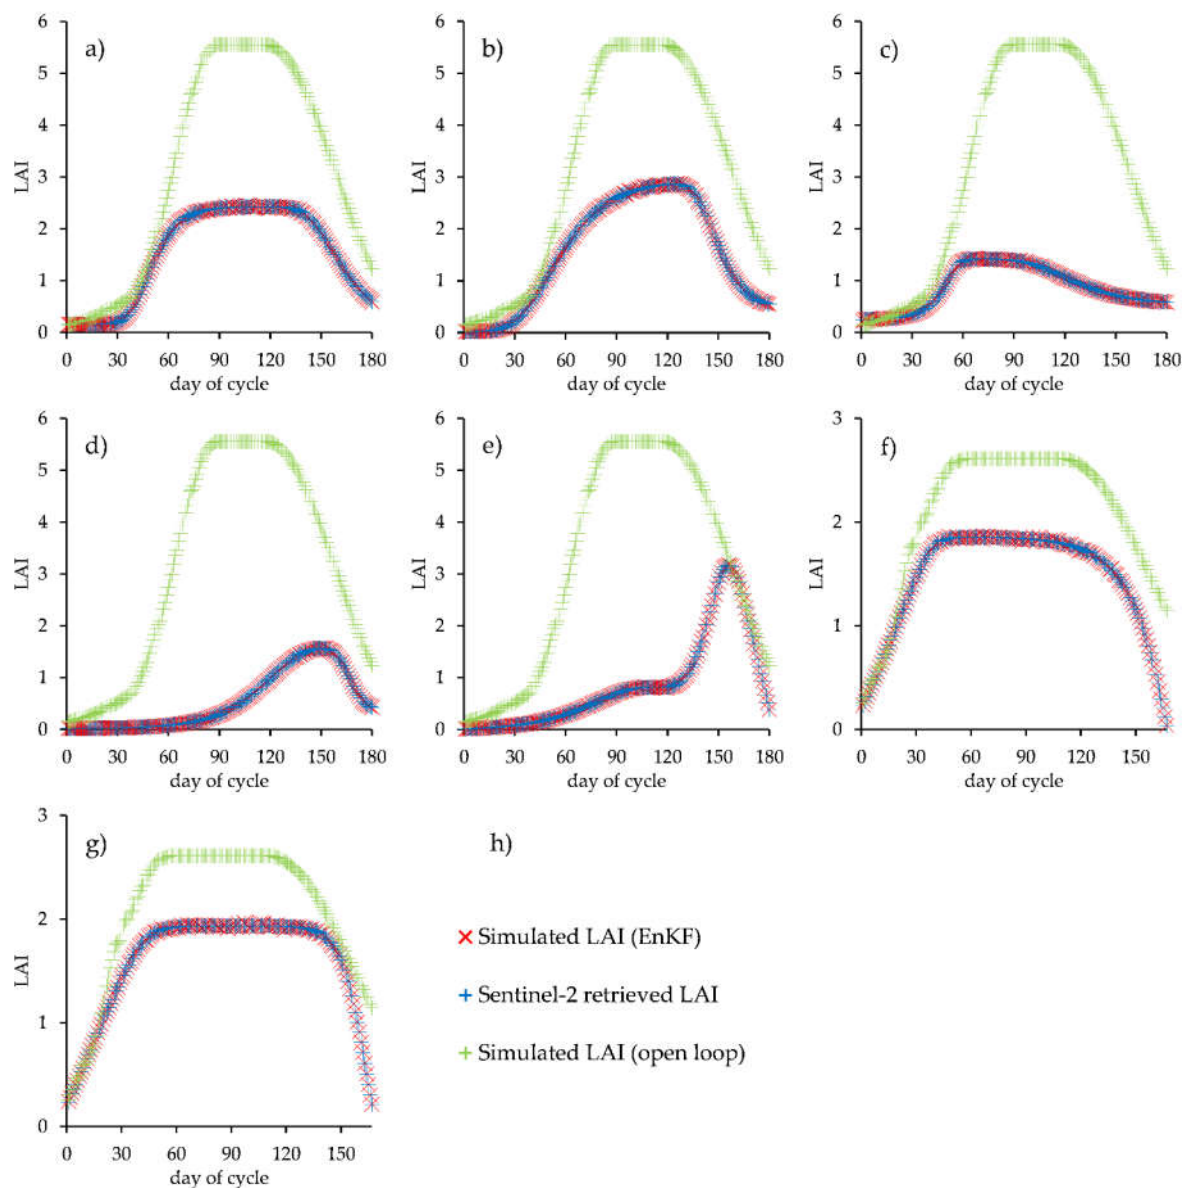 a)
6
5
4
3
2
1
0
LAI
0 30 60 90 120 150 180
day of cycle
b)
6
5
4
3
2
1
0
LAI
0 30 60 90 120 150 180
day of cycle
c)
6
5
4
3
2
1
0
LAI
0 30 60 90 120 150 180
day of cycle
d)
6
5
4
3
2
1
0
LAI
0 30 60 90 120 150 180
day of cycle
e)
6
5
4
3
2
1
0
LAI
0 30 60 90 120 150 180
day of cycle
f)
3
2
1
0
LAI
0 30 60 90 120 150
day of cycle
g)
3
2
1
0
LAI
0 30 60 90 120 150
day of cycle
h)
Simulated LAI (EnKF)
Sentinel-2 retrieved LAI
Simulated LAI (open loop)